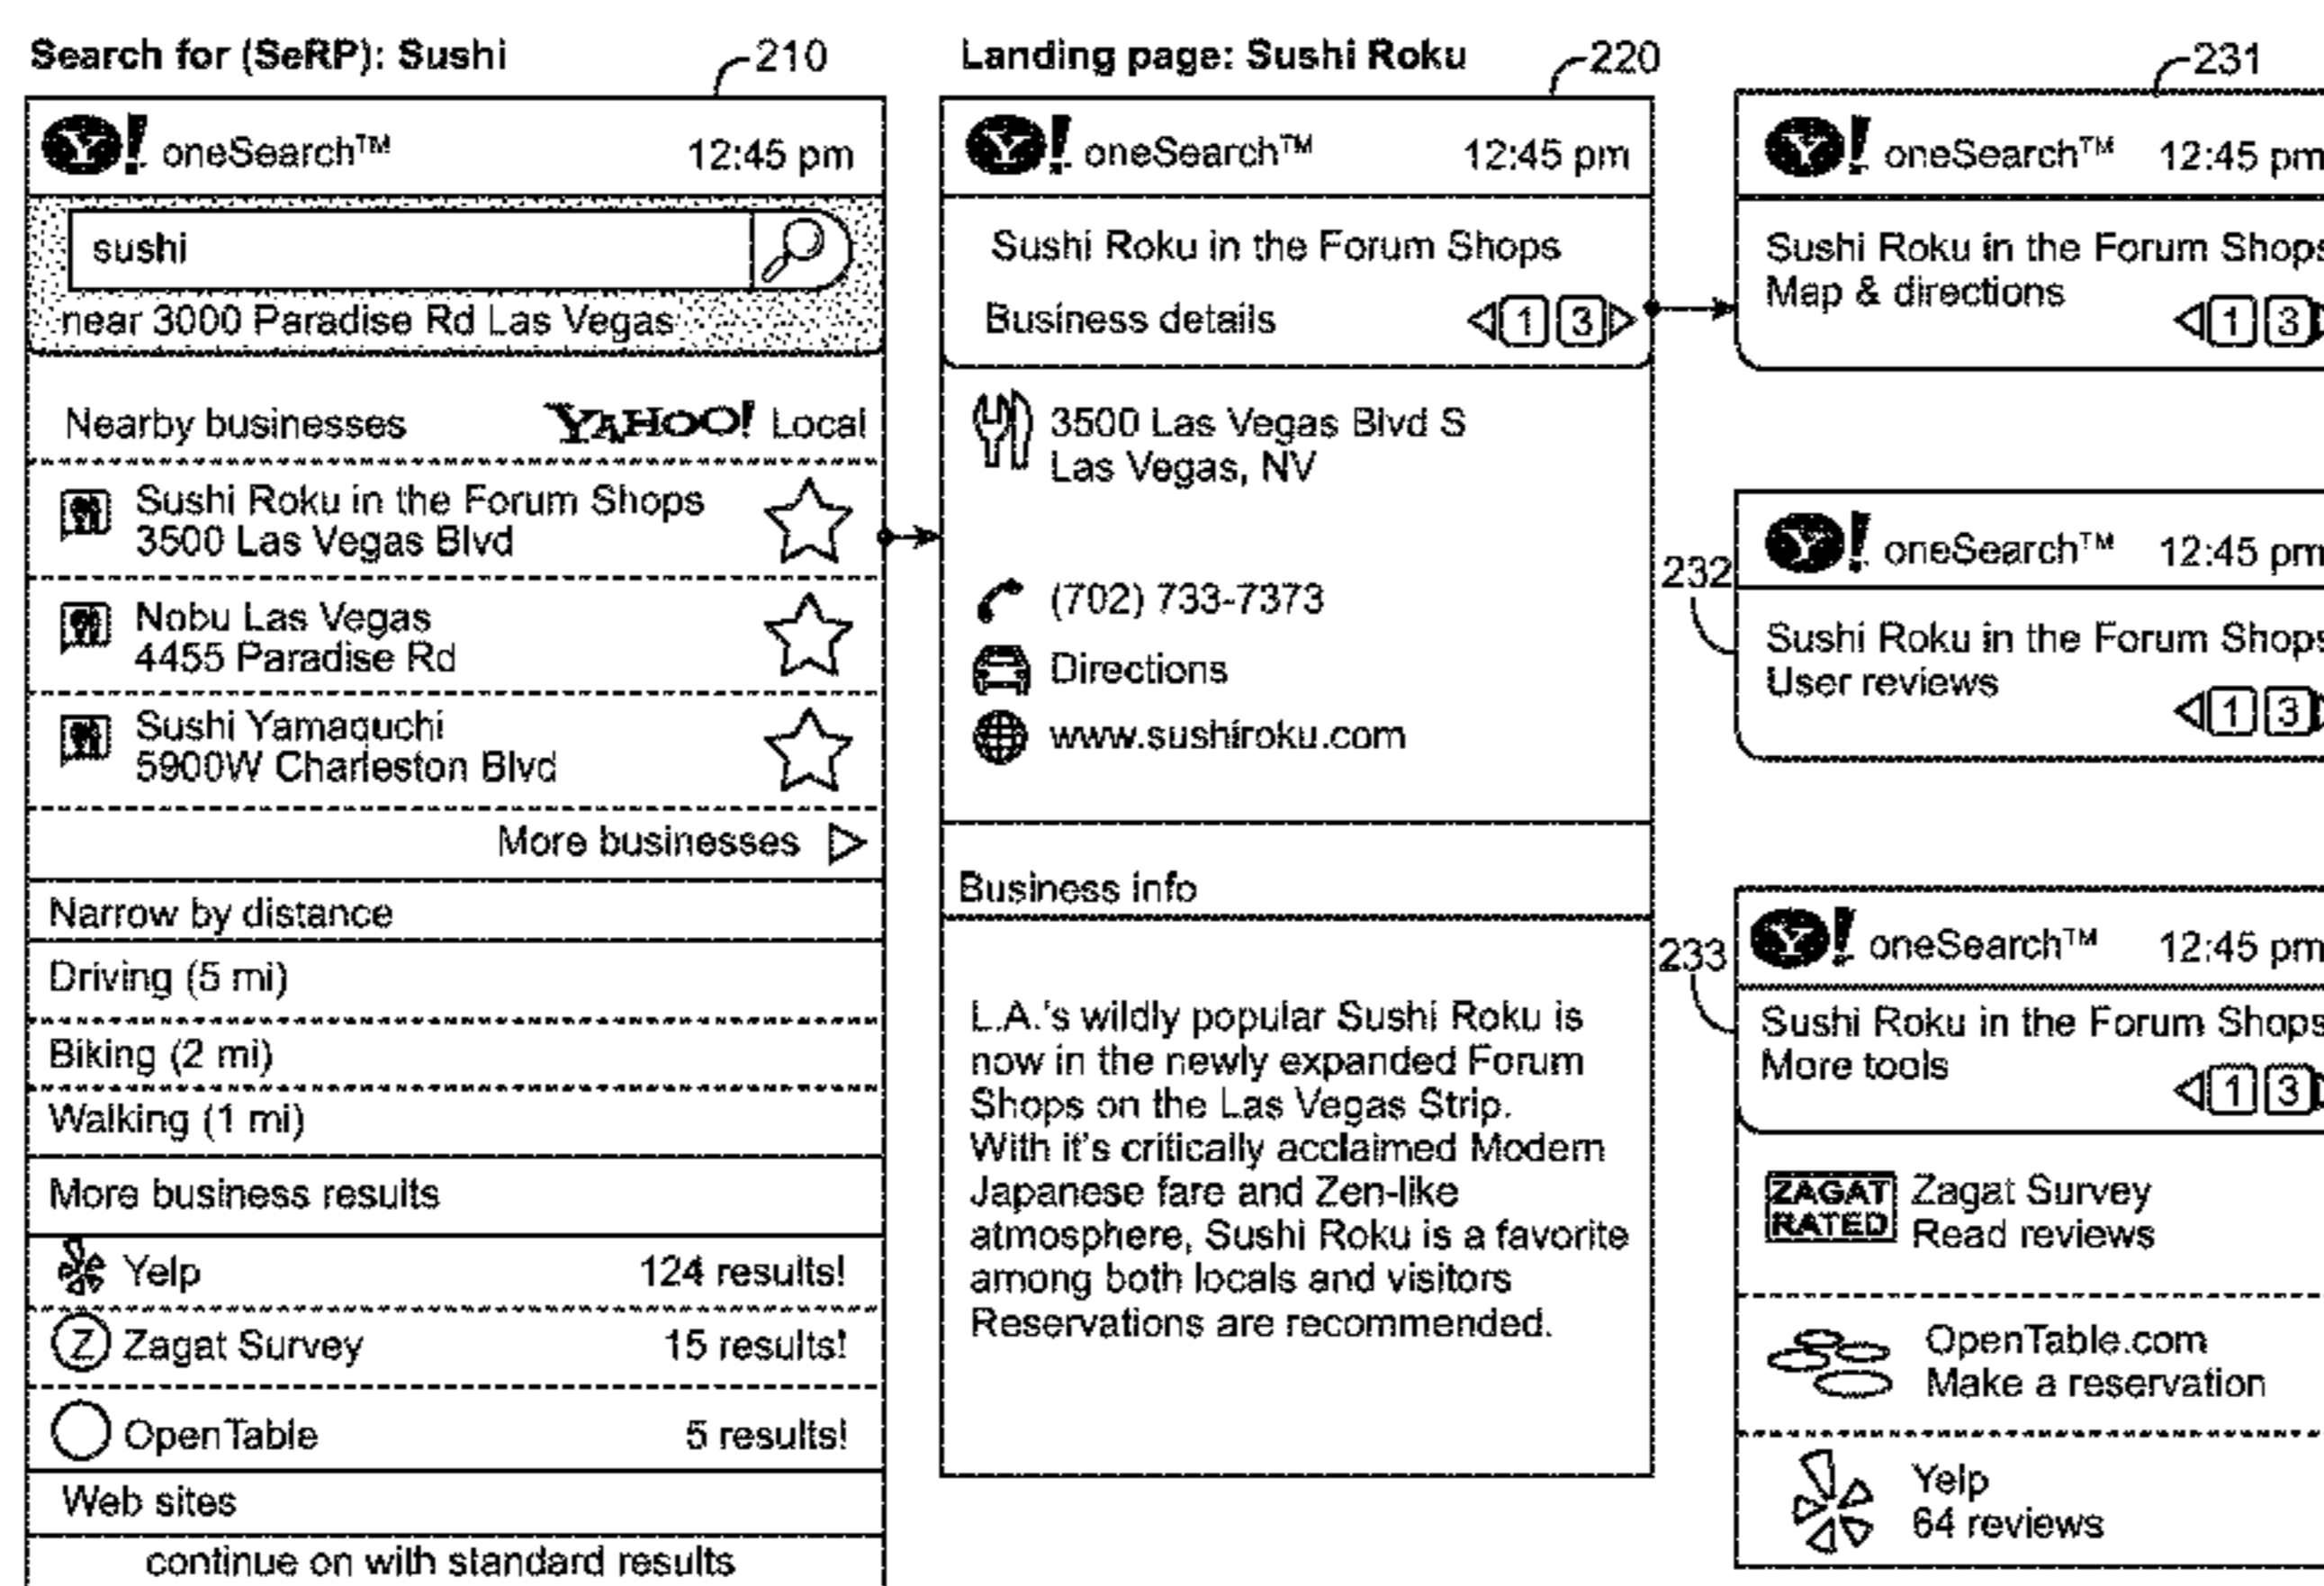 Search for (SeRP): Sushi
210
Y! oneSearch™ 12:45 pm
sushi
near 3000 Paradise Rd Las Vegas
Nearby businesses YAHOO! Local
Sushi Roku in the Forum Shops
3500 Las Vegas Blvd
Nobu Las Vegas
4455 Paradise Rd
Sushi Yamaquchi
5900W Charleston Blvd
More businesses
Narrow by distance
Driving (5 mi)
Biking (2 mi)
Walking (1 mi)
More business results
Yelp 124 results!
Z Zagat Survey 15 results!
OpenTable 5 results!
Web sites
continue on with standard results
Landing page: Sushi Roku
220
Y! oneSearch™ 12:45 pm
Sushi Roku in the Forum Shops
Business details 1 3
3500 Las Vegas Blvd S
Las Vegas, NV
(702) 733-7373
Directions
www.sushiroku.com
Business info
L.A.'s wildly popular Sushi Roku is
now in the newly expanded Forum
Shops on the Las Vegas Strip.
With it's critically acclaimed Modern
Japanese fare and Zen-like
atmosphere, Sushi Roku is a favorite
among both locals and visitors
Reservations are recommended.
231
Y! oneSearch™ 12:45 pm
Sushi Roku in the Forum Shops
Map & directions
1 3
232
Y! oneSearch™ 12:45 pm
Sushi Roku in the Forum Shops
User reviews
1 3
233
Y! oneSearch™ 12:45 pm
Sushi Roku in the Forum Shops
More tools
1 3
ZAGAT RATED
Zagat Survey
Read reviews
OpenTable.com
Make a reservation
Yelp
64 reviews